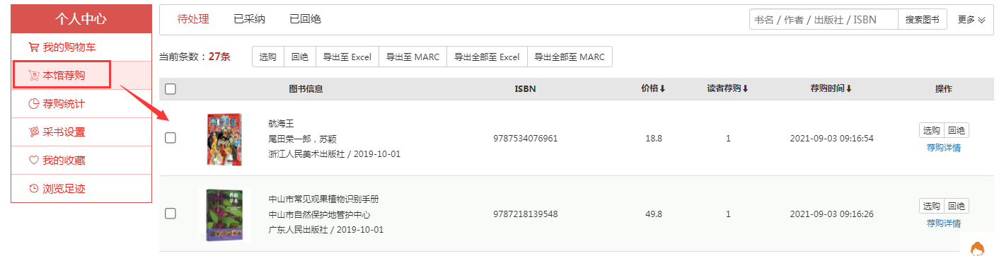 个人中心
我的购物车
本馆荐购
荐购统计
采书设置
我的收藏
浏览足迹
待处理 已采纳 已回绝 书名 / 作者 / 出版社 / ISBN 搜索图书 更多
当前条数：27条 选购 回绝 导出至 Excel 导出至 MARC 导出全部至 Excel 导出全部至 MARC
图书信息 ISBN 价格 读者荐购 荐购时间 操作
航海王
尾田荣一郎，苏颖
浙江人民美术出版社 / 2019-10-01
9787534076961 18.8 1 2021-09-03 09:16:54
选购 回绝
荐购详情
中山市常见观果植物识别手册
中山市自然保护地管护中心
广东人民出版社 / 2019-10-01
9787218139548 49.8 1 2021-09-03 09:16:26
选购 回绝
荐购详情